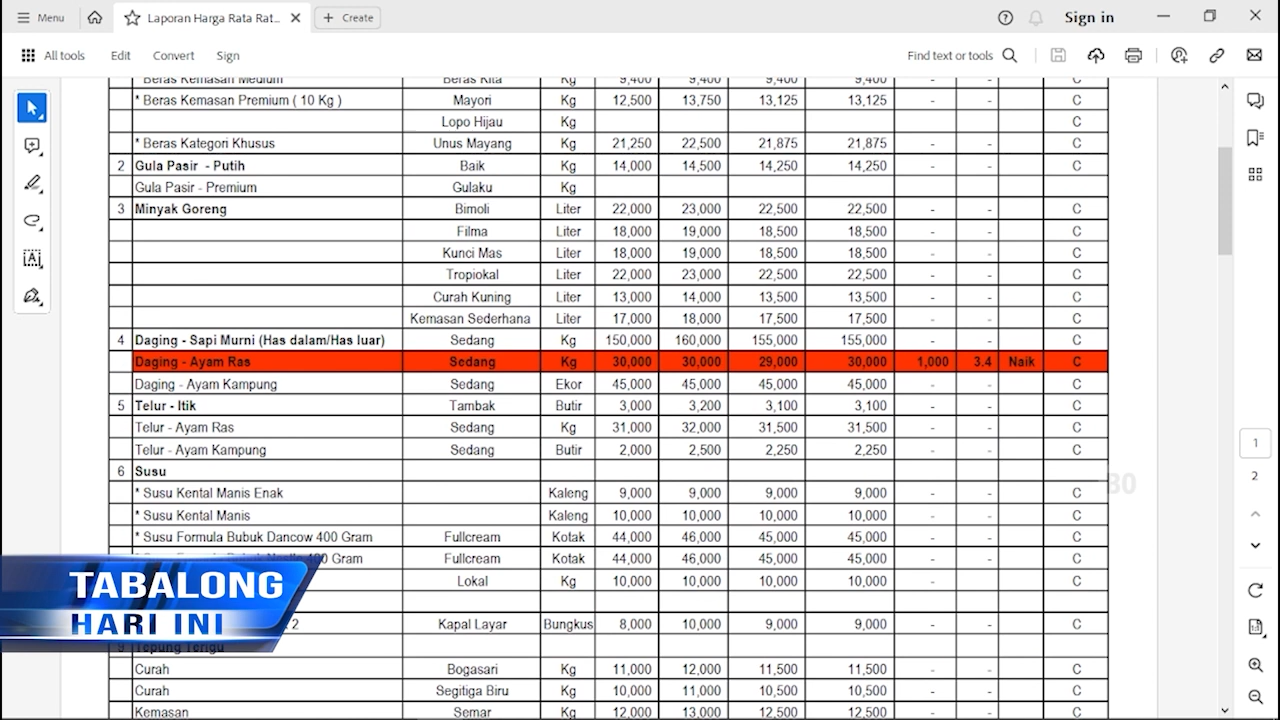 Menu Laporan Harga Rata Rat... Create Sign in
All tools Edit Convert Sign Find text or tools
* Beras Kemasan Medium Beras Kita Kg 9,400 9,400 9,400 9,400 - - C
* Beras Kemasan Premium ( 10 Kg ) Mayori Kg 12,500 13,750 13,125 13,125 - - C
Lopo Hijau Kg C
* Beras Kategori Khusus Unus Mayang Kg 21,250 22,500 21,875 21,875 - - C
2 Gula Pasir - Putih Baik Kg 14,000 14,500 14,250 14,250 - - C
Gula Pasir - Premium Gulaku Kg C
3 Minyak Goreng Bimoli Liter 22,000 23,000 22,500 22,500 - - C
Filma Liter 18,000 19,000 18,500 18,500 - - C
Kunci Mas Liter 18,000 19,000 18,500 18,500 - - C
Tropiokal Liter 22,000 23,000 22,500 22,500 - - C
Curah Kuning Liter 13,000 14,000 13,500 13,500 - - C
Kemasan Sederhana Liter 17,000 18,000 17,500 17,500 - - C
4 Daging - Sapi Murni (Has dalam/Has luar) Sedang Kg 150,000 160,000 155,000 155,000 - - C
Daging - Ayam Ras Sedang Kg 30,000 30,000 29,000 30,000 1,000 3.4 Naik C
Daging - Ayam Kampung Sedang Ekor 45,000 45,000 45,000 45,000 - - C
5 Telur - Itik Tambak Butir 3,000 3,200 3,100 3,100 - - C
Telur - Ayam Ras Sedang Kg 31,000 32,000 31,500 31,500 - - C
Telur - Ayam Kampung Sedang Butir 2,000 2,500 2,250 2,250 - - C
6 Susu
* Susu Kental Manis Enak Kaleng 9,000 9,000 9,000 9,000 - - C
* Susu Kental Manis Kaleng 10,000 10,000 10,000 10,000 - - C
* Susu Formula Bubuk Dancow 400 Gram Fullcream Kotak 44,000 46,000 45,000 45,000 - - C
Gram Fullcream Kotak 44,000 46,000 45,000 45,000 - - C
Lokal Kg 10,000 10,000 10,000 10,000 - - C
2 Kapal Layar Bungkus 8,000 10,000 9,000 9,000 - - C
9 Tepung Terigu
Curah Bogasari Kg 11,000 12,000 11,500 11,500 - - C
Curah Segitiga Biru Kg 10,000 11,000 10,500 10,500 - - C
Kemasan Semar Kg 12,000 13,000 12,500 12,500 - - C
1
2
TABALONG
HARI INI